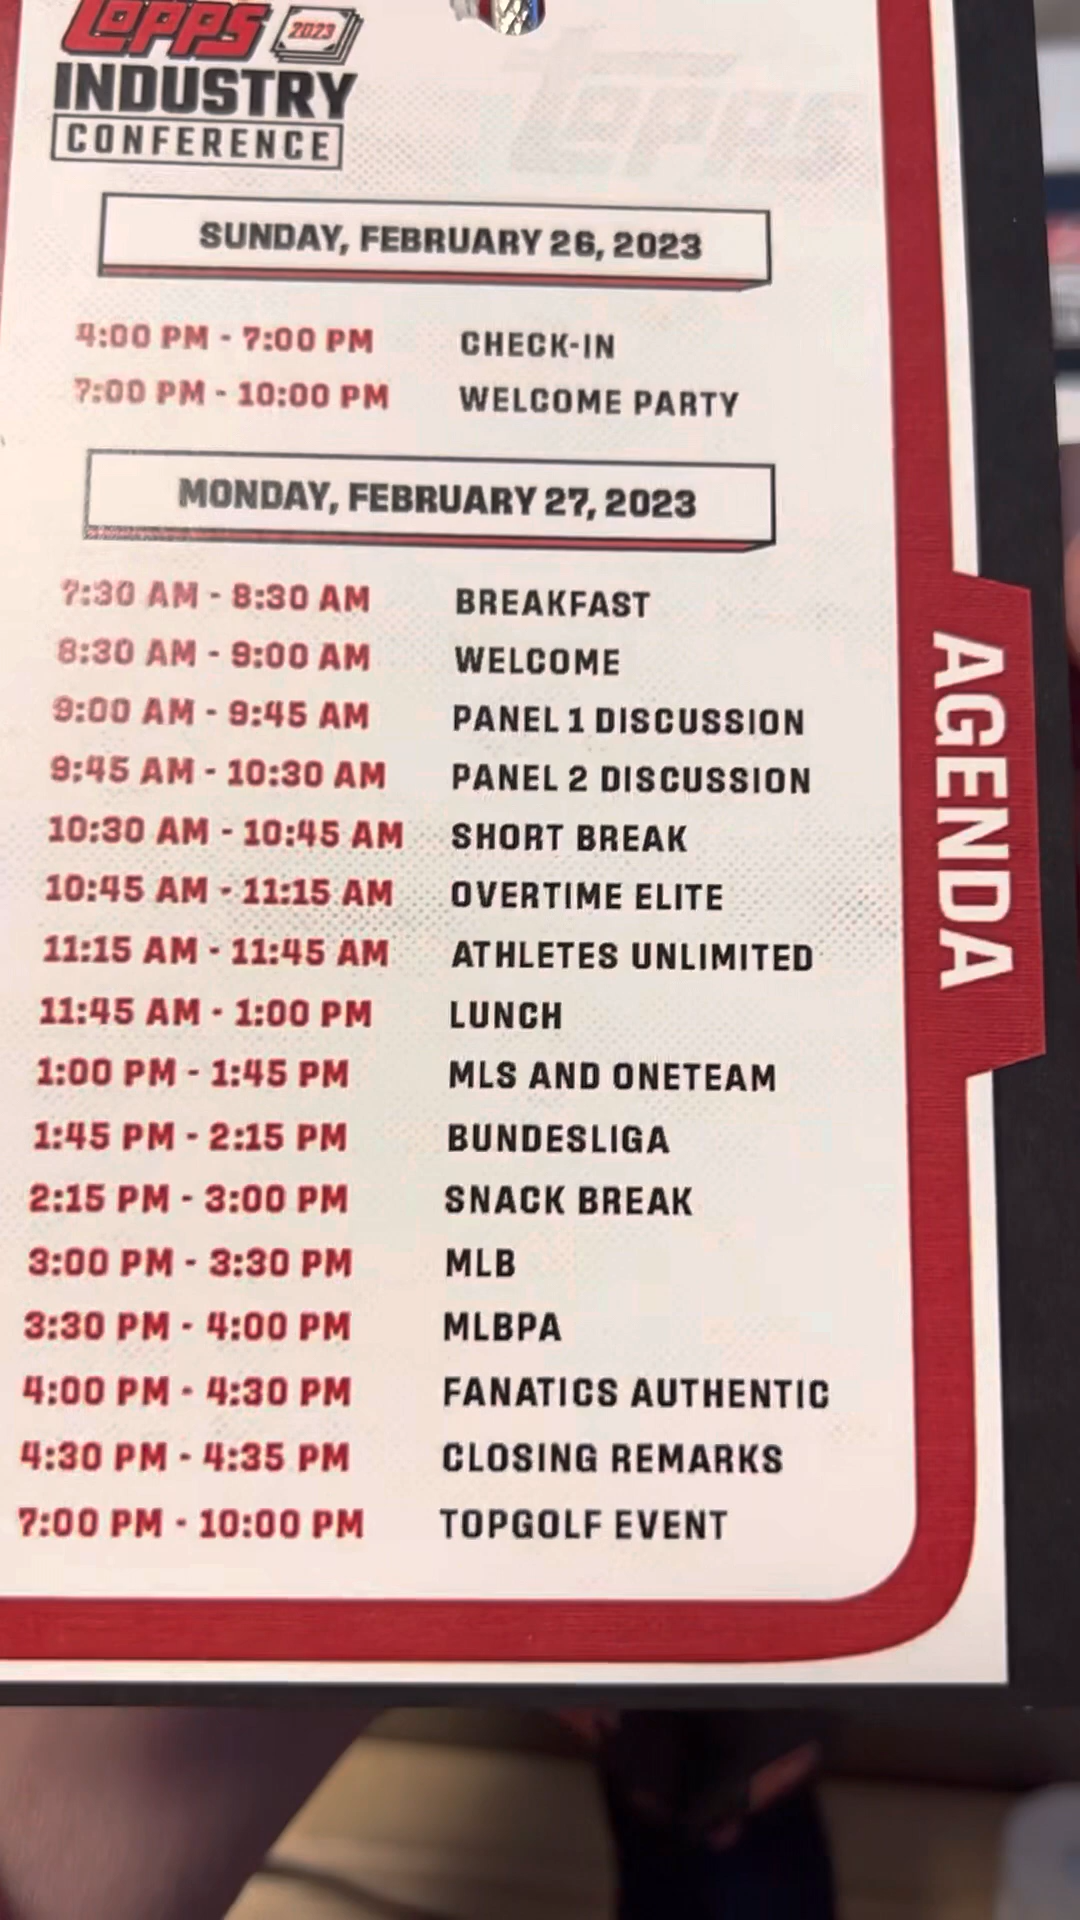 Topps 2023
INDUSTRY
CONFERENCE
Topps
SUNDAY, FEBRUARY 26, 2023
4:00 PM - 7:00 PM CHECK-IN
7:00 PM - 10:00 PM WELCOME PARTY
MONDAY, FEBRUARY 27, 2023
7:30 AM - 8:30 AM BREAKFAST
8:30 AM - 9:00 AM WELCOME
9:00 AM - 9:45 AM PANEL 1 DISCUSSION
9:45 AM - 10:30 AM PANEL 2 DISCUSSION
10:30 AM - 10:45 AM SHORT BREAK
10:45 AM - 11:15 AM OVERTIME ELITE
11:15 AM - 11:45 AM ATHLETES UNLIMITED
11:45 AM - 1:00 PM LUNCH
1:00 PM - 1:45 PM MLS AND ONETEAM
1:45 PM - 2:15 PM BUNDESLIGA
2:15 PM - 3:00 PM SNACK BREAK
3:00 PM - 3:30 PM MLB
3:30 PM - 4:00 PM MLBPA
4:00 PM - 4:30 PM FANATICS AUTHENTIC
4:30 PM - 4:35 PM CLOSING REMARKS
7:00 PM - 10:00 PM TOPGOLF EVENT
AGENDA